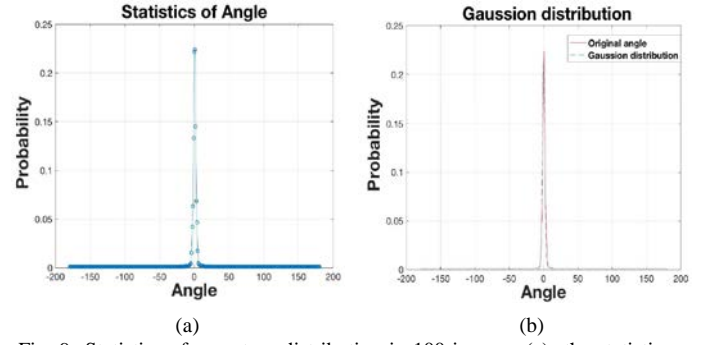 Statistics of Angle
Gaussion distribution
0.25
0.2
0.15
0.1
0.05
0
Probability
-200 -150 -100 -50 0 50 100 150 200
Angle
0.25
0.2
0.15
0.1
0.05
0
Probability
Original angle
Gaussion distribution
-200 -150 -100 -50 0 50 100 150 200
Angle
(a)
(b)